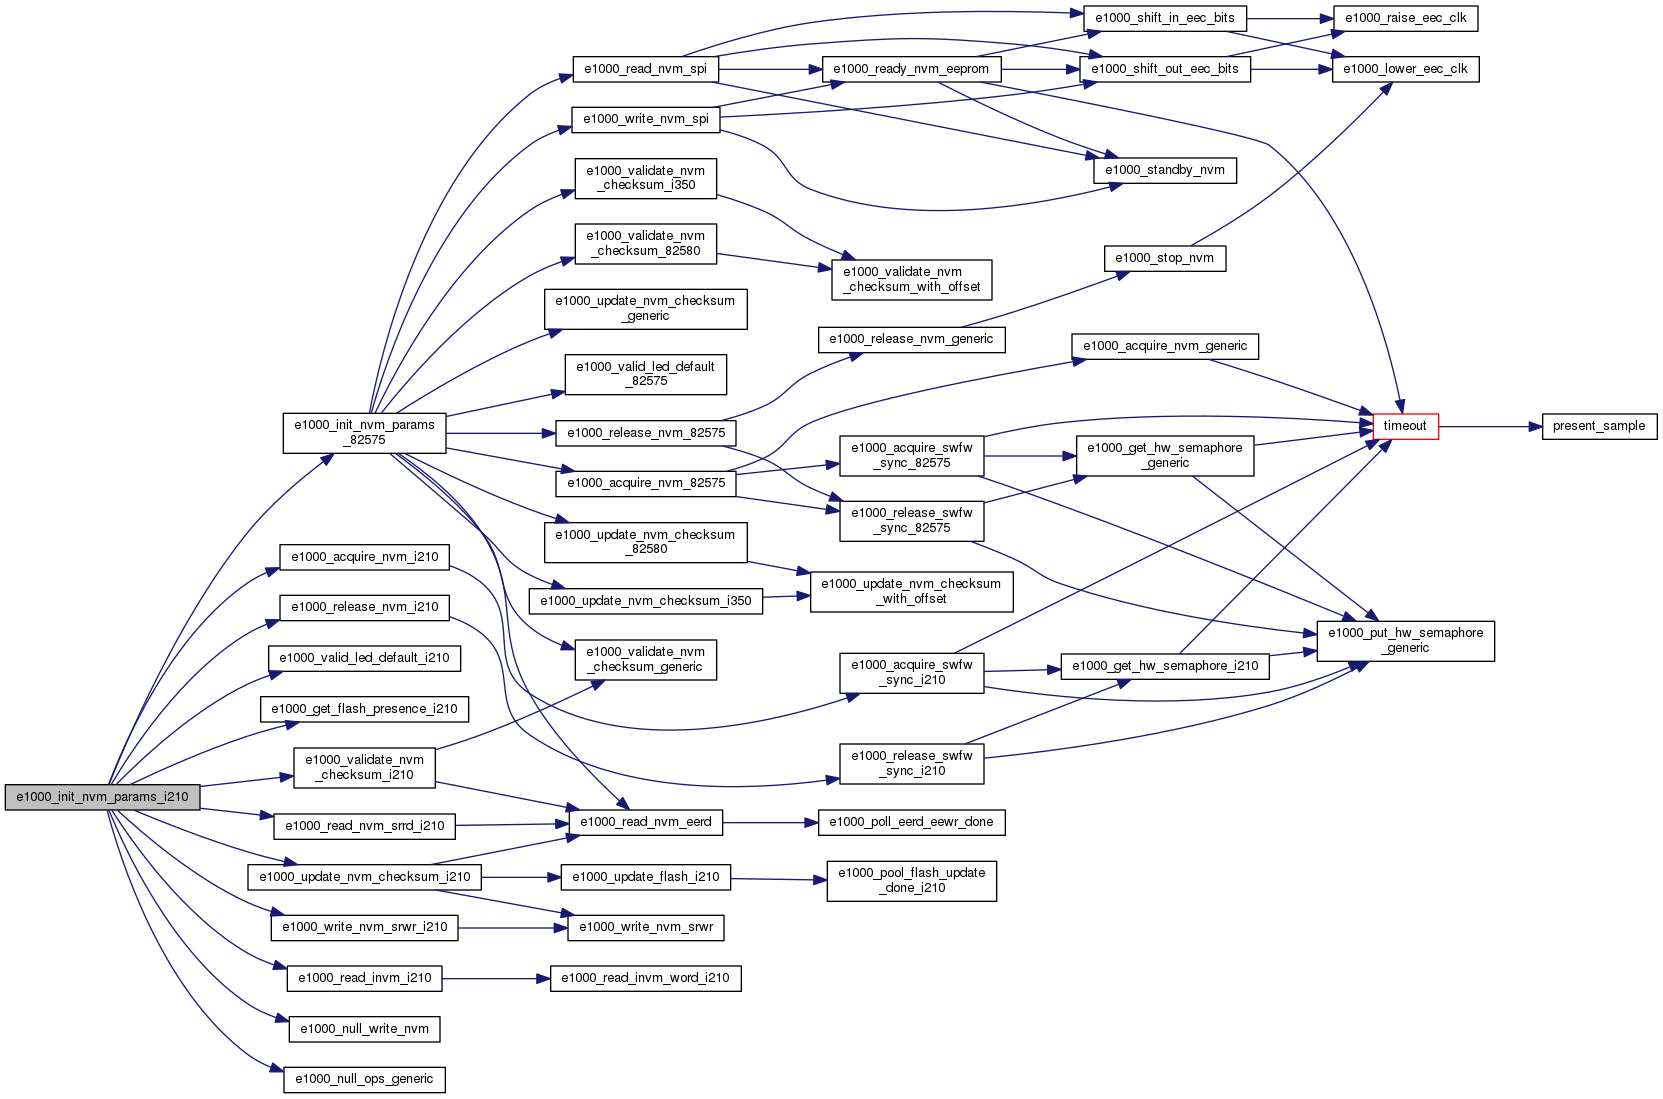 e1000_init_nvm_params_i210
e1000_init_nvm_params
_82575
e1000_acquire_nvm_i210
e1000_release_nvm_i210
e1000_valid_led_default_i210
e1000_get_flash_presence_i210
e1000_validate_nvm
_checksum_i210
e1000_read_nvm_srrd_i210
e1000_update_nvm_checksum_i210
e1000_write_nvm_srwr_i210
e1000_read_invm_i210
e1000_null_write_nvm
e1000_null_ops_generic
e1000_read_nvm_spi
e1000_write_nvm_spi
e1000_validate_nvm
_checksum_i350
e1000_validate_nvm
_checksum_82580
e1000_update_nvm_checksum
_generic
e1000_valid_led_default
_82575
e1000_release_nvm_82575
e1000_acquire_nvm_82575
e1000_update_nvm_checksum
_82580
e1000_update_nvm_checksum_i350
e1000_validate_nvm
_checksum_generic
e1000_read_nvm_eerd
e1000_update_flash_i210
e1000_write_nvm_srwr
e1000_read_invm_word_i210
e1000_ready_nvm_eeprom
e1000_validate_nvm
_checksum_with_offset
e1000_release_nvm_generic
e1000_acquire_swfw
_sync_82575
e1000_release_swfw
_sync_82575
e1000_update_nvm_checksum
_with_offset
e1000_acquire_swfw
_sync_i210
e1000_release_swfw
_sync_i210
e1000_poll_eerd_eewr_done
e1000_pool_flash_update
_done_i210
e1000_shift_in_eec_bits
e1000_shift_out_eec_bits
e1000_standby_nvm
e1000_stop_nvm
e1000_acquire_nvm_generic
e1000_get_hw_semaphore
_generic
e1000_get_hw_semaphore_i210
e1000_raise_eec_clk
e1000_lower_eec_clk
timeout
e1000_put_hw_semaphore
_generic
present_sample